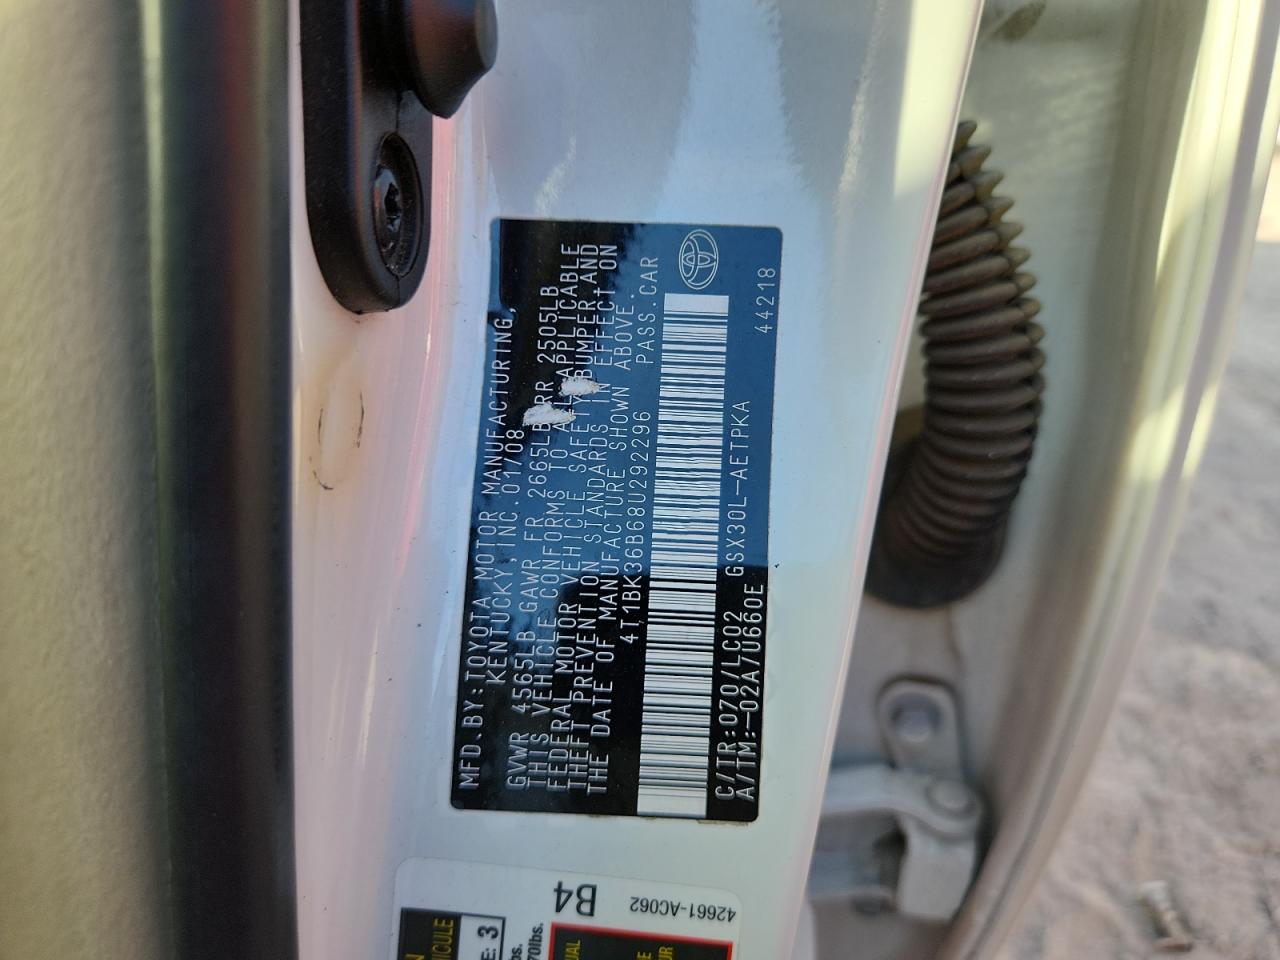 MFD.BY:TOYOTA MOTOR MANUFACTURING,
KENTUCKY,INC. 01/08
GVWR 4565LB GAWR FR 2665LB RR 2505LB
THIS VEHICLE CONFORMS TO ALL APPLICABLE
FEDERAL MOTOR VEHICLE SAFETY, BUMPER,AND
THEFT PREVENTION STANDARDS IN EFFECT ON
THE DATE OF MANUFACTURE SHOWN ABOVE.
4T1BK36B68U292296 PASS.CAR
C/TR:070/LC02 GSX30L-AETPKA
A/TM:-02A/U660E 44218
B4
42661-AC062
3
70lbs.